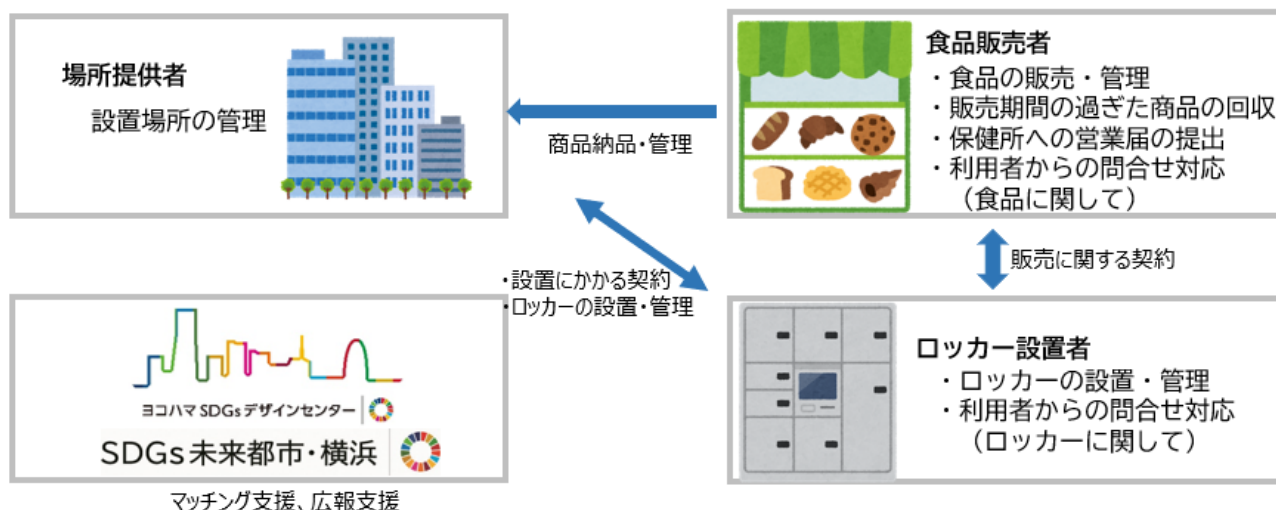 場所提供者
設置場所の管理
食品販売者
・食品の販売・管理
・販売期間の過ぎた商品の回収
・保健所への営業届の提出
・利用者からの問合せ対応
（食品に関して）
商品納品・管理
・設置にかかる契約
・ロッカーの設置・管理
販売に関する契約
ヨコハマSDGsデザインセンター
SDGs未来都市・横浜
マッチング支援、広報支援
ロッカー設置者
・ロッカーの設置・管理
・利用者からの問合せ対応
（ロッカーに関して）